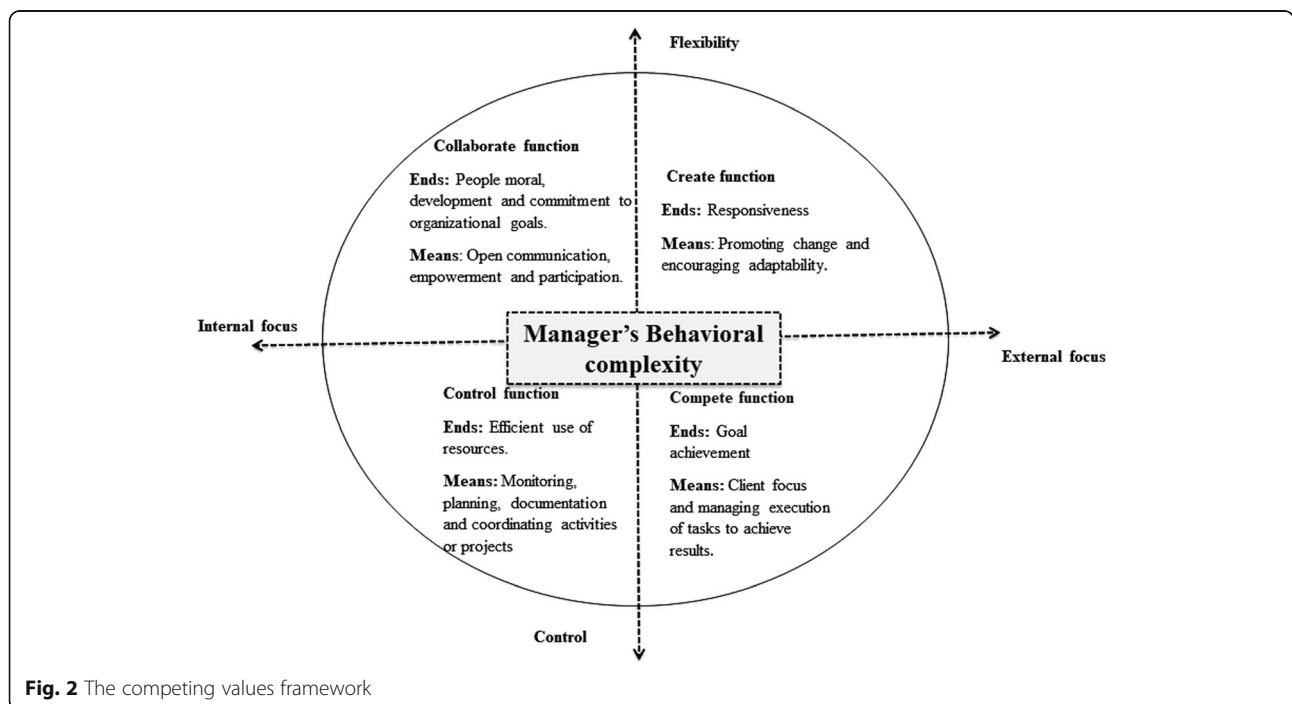 Flexibility
Collaborate function
Ends: People moral,
development and commitment to
organizational goals.
Means: Open communication,
empowerment and participation.
Create function
Ends: Responsiveness
Means: Promoting change and
encouraging adaptability.
Internal focus
Manager's Behavioral
complexity
External focus
Control function
Ends: Efficient use of
resources.
Means: Monitoring,
planning, documentation
and coordinating activities
or projects
Compete function
Ends: Goal
achievement
Means: Client focus
and managing execution
of tasks to achieve
results.
Control
Fig. 2 The competing values framework